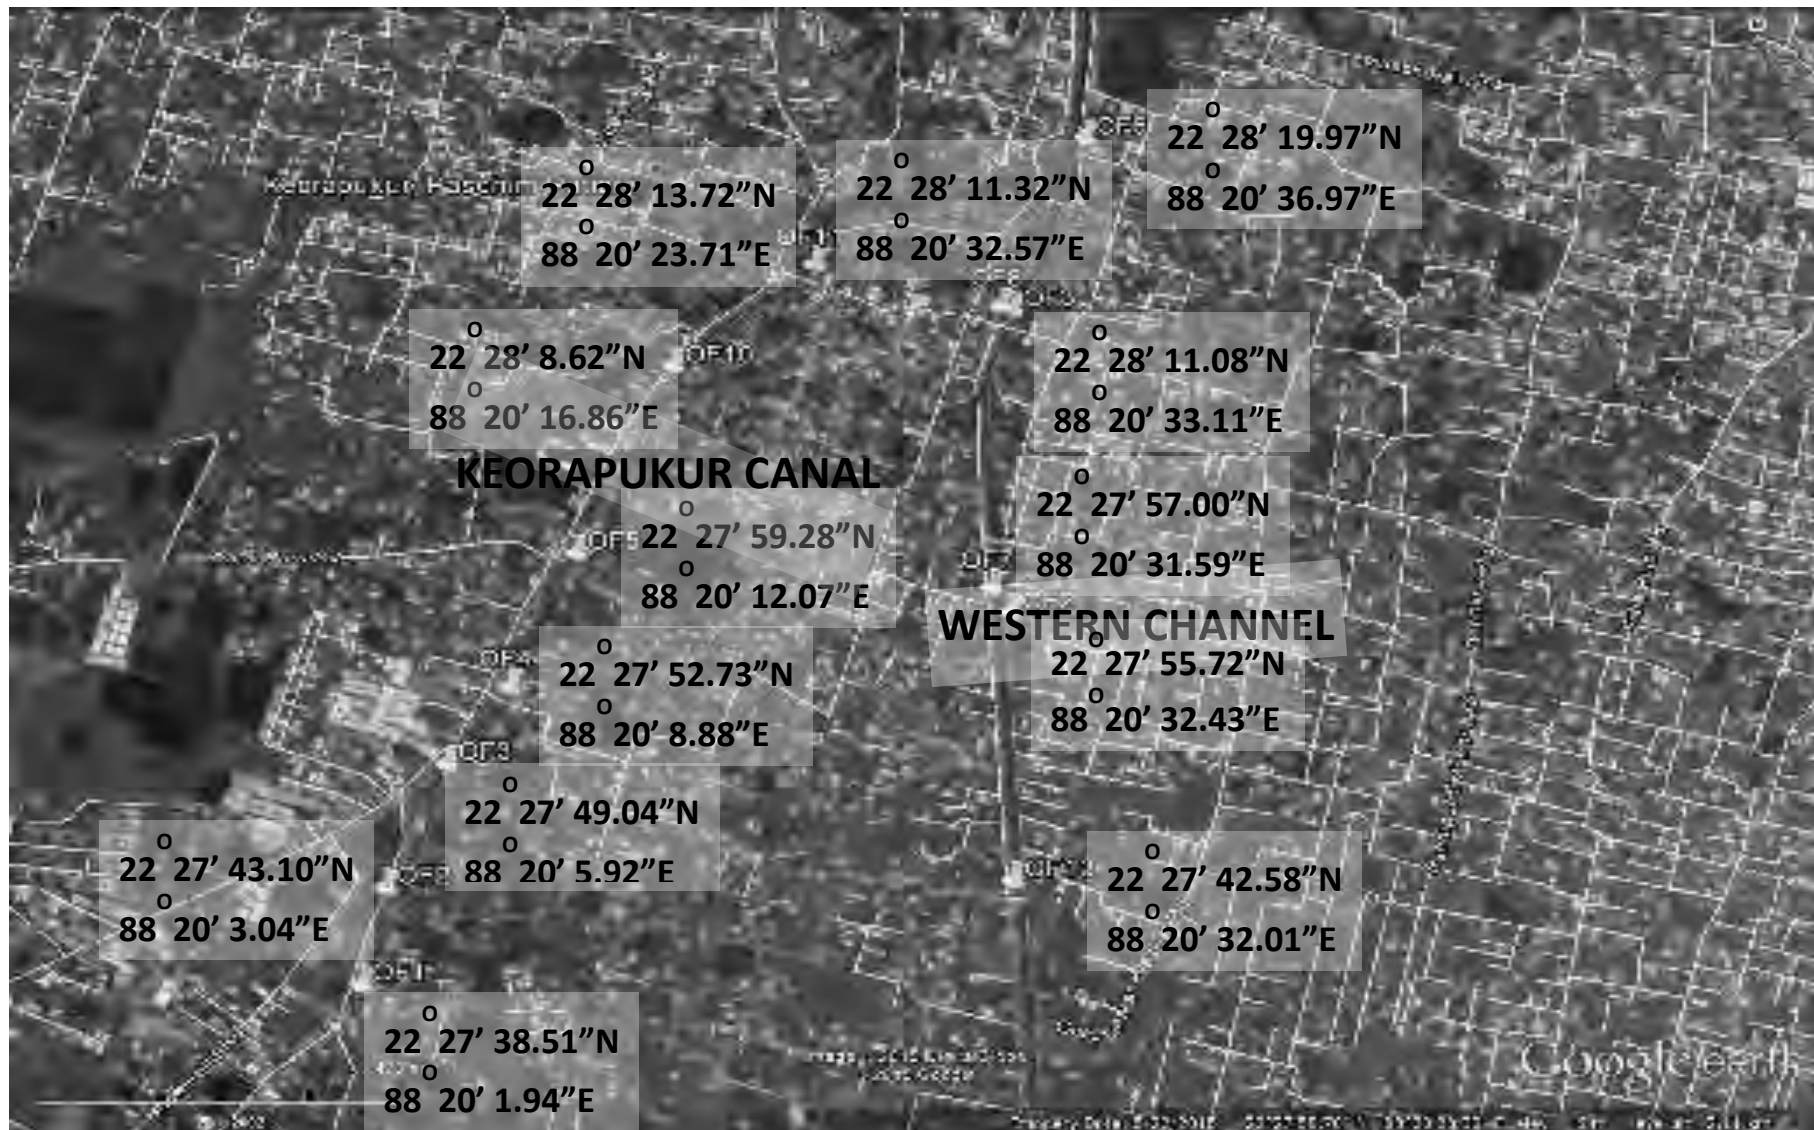 22° 28' 19.97”N
88° 20' 36.97”E
22° 28' 13.72”N
88° 20' 23.71”E
22° 28' 11.32”N
88° 20' 32.57”E
22° 28' 8.62”N
88° 20' 16.86”E
OF10
22° 28' 11.08”N
88° 20' 33.11”E
KEORAPUKUR CANAL
22° 27' 59.28”N
88° 20' 12.07”E
OF5
22° 27' 57.00”N
88° 20' 31.59”E
WESTERN CHANNEL
22° 27' 55.72”N
88° 20' 32.43”E
22° 27' 52.73”N
88° 20' 8.88”E
OF3
22° 27' 49.04”N
88° 20' 5.92”E
22° 27' 43.10”N
88° 20' 3.04”E
22° 27' 42.58”N
88° 20' 32.01”E
OF1
22° 27' 38.51”N
88° 20' 1.94”E
Google earth